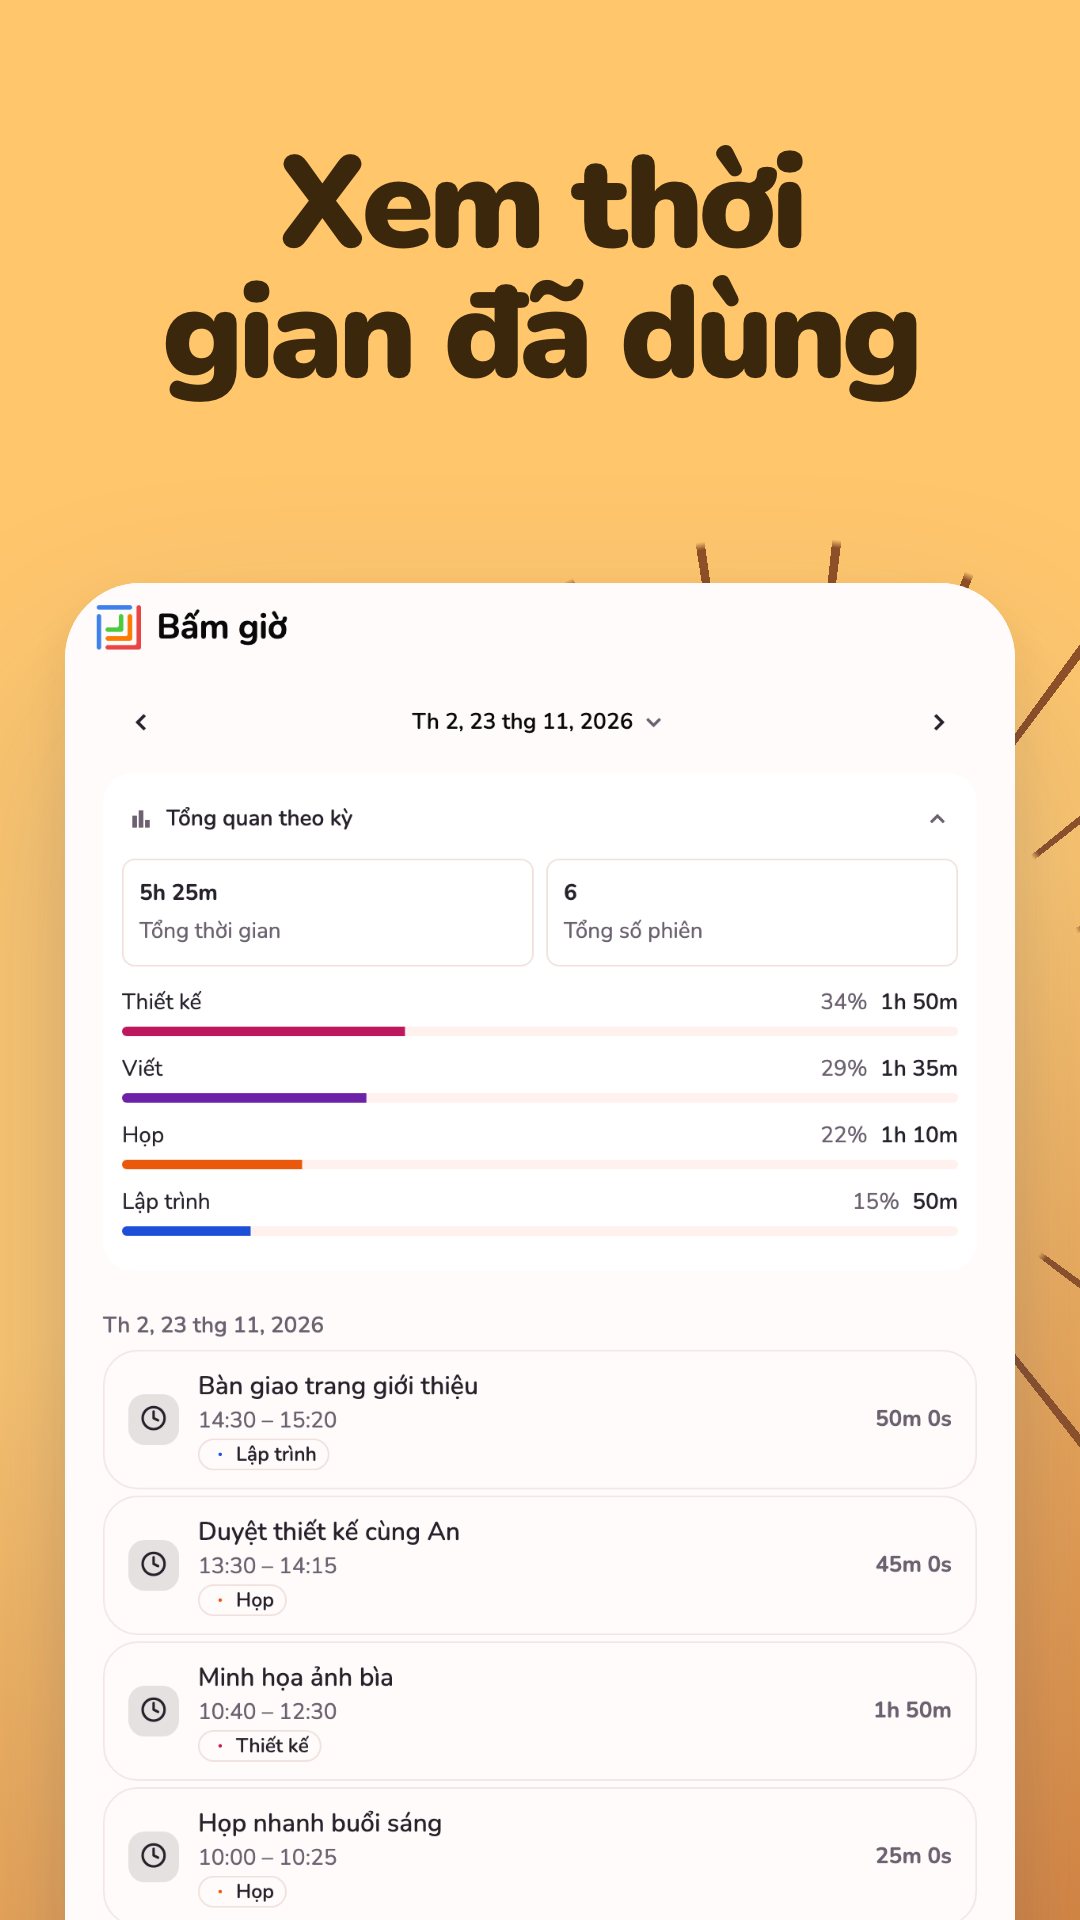 Xem thời
gian đã dùng
Bấm giờ
Th 2, 23 thg 11, 2026
Tổng quan theo kỳ
5h 25m
Tổng thời gian
6
Tổng số phiên
Thiết kế 34% 1h 50m
Viết 29% 1h 35m
Họp 22% 1h 10m
Lập trình 15% 50m
Th 2, 23 thg 11, 2026
Bàn giao trang giới thiệu
14:30 – 15:20
50m 0s
Lập trình
Duyệt thiết kế cùng An
13:30 – 14:15
45m 0s
Họp
Minh họa ảnh bìa
10:40 – 12:30
1h 50m
Thiết kế
Họp nhanh buổi sáng
10:00 – 10:25
25m 0s
Họp